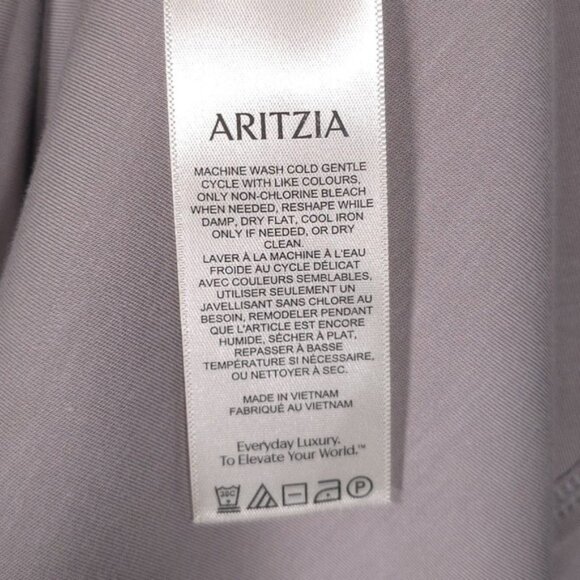 ARITZIA
MACHINE WASH COLD GENTLE
CYCLE WITH LIKE COLOURS,
ONLY NON-CHLORINE BLEACH
WHEN NEEDED, RESHAPE WHILE
DAMP, DRY FLAT, COOL IRON
ONLY IF NEEDED, OR DRY
CLEAN.
LAVER À LA MACHINE À L'EAU
FROIDE AU CYCLE DÉLICAT
AVEC COULEURS SEMBLABLES,
UTILISER SEULEMENT UN
JAVELLISANT SANS CHLORE AU
BESOIN, REMODELER PENDANT
QUE L'ARTICLE EST ENCORE
HUMIDE, SÉCHER À PLAT,
REPASSER À BASSE
TEMPÉRATURE SI NÉCESSAIRE,
OU NETTOYER À SEC.
MADE IN VIETNAM
FABRIQUÉ AU VIETNAM
Everyday Luxury.
To Elevate Your World.™
30C P